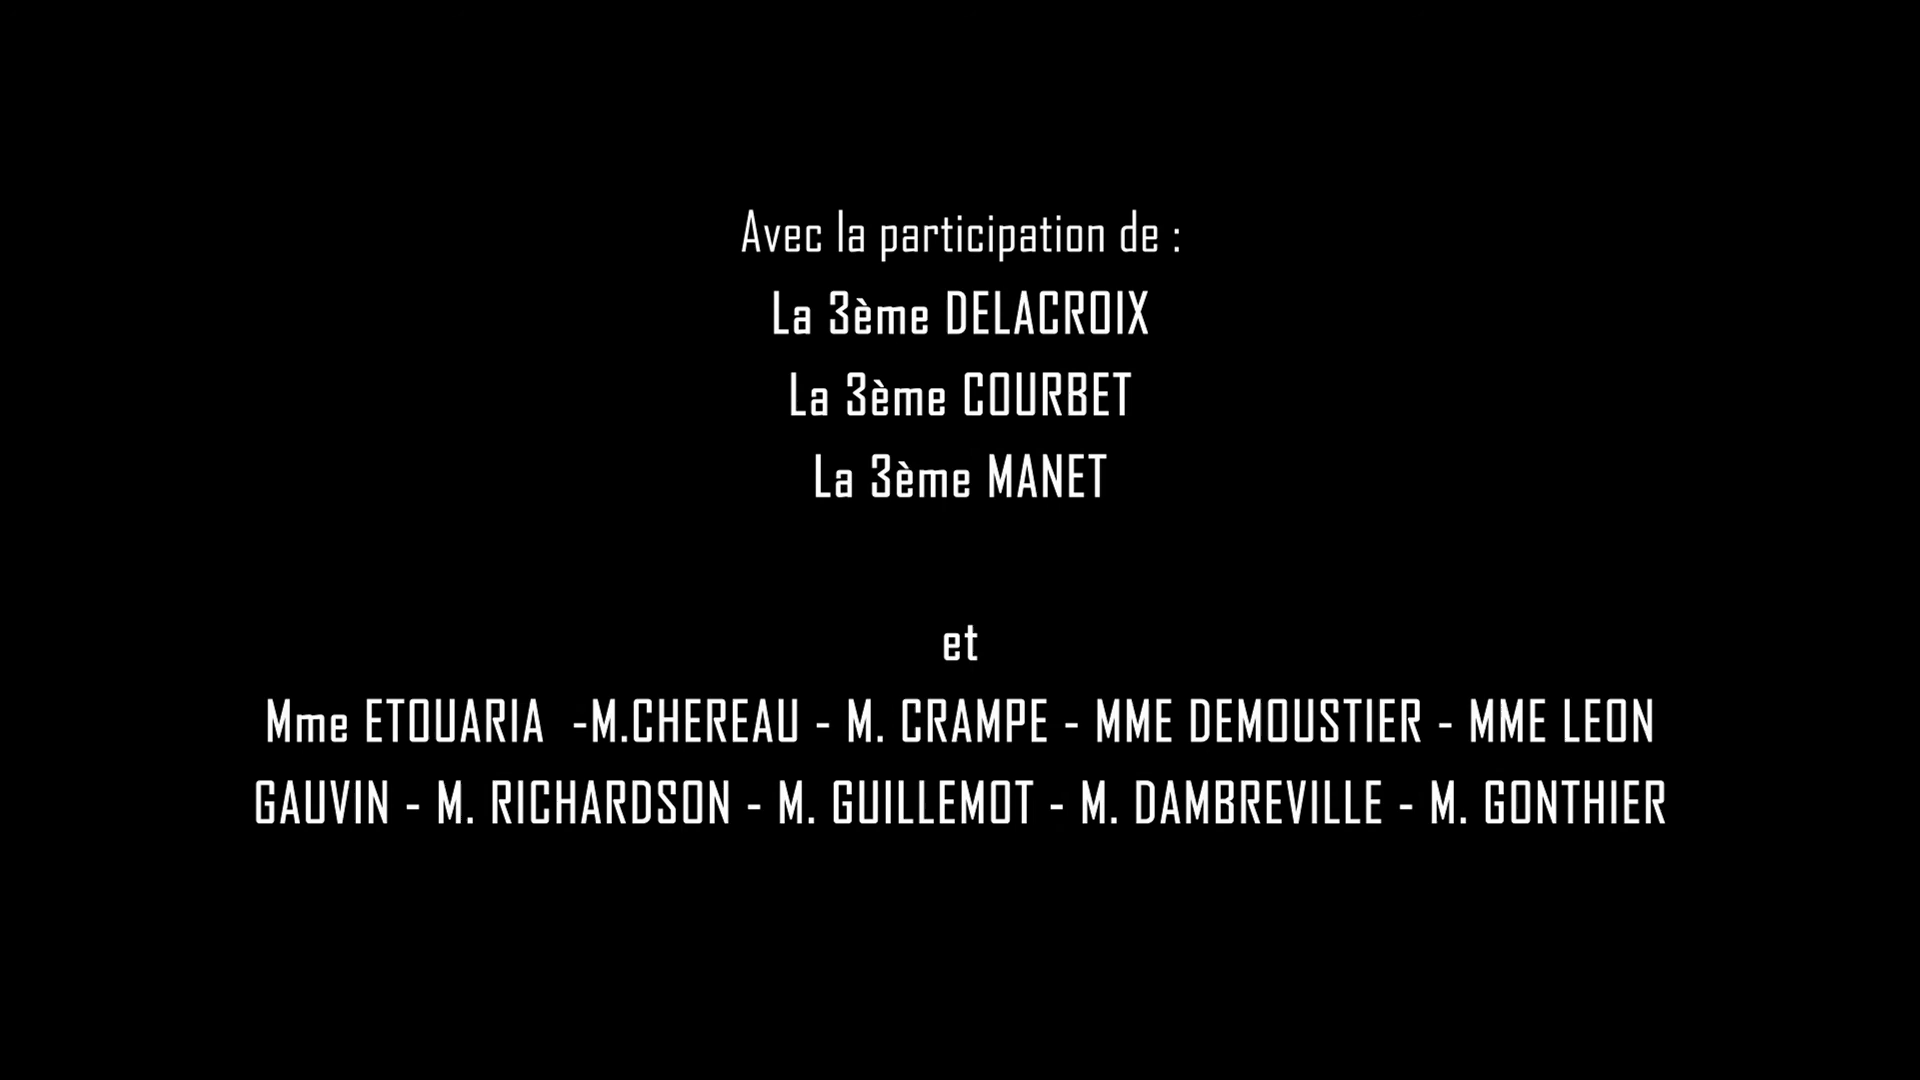 Avec la participation de :
La 3ème DELACROIX
La 3ème COURBET
La 3ème MANET
et
Mme ETOUARIA  -M.CHEREAU - M. CRAMPE - MME DEMOUSTIER - MME LEON
GAUVIN - M. RICHARDSON - M. GUILLEMOT - M. DAMBREVILLE - M. GONTHIER